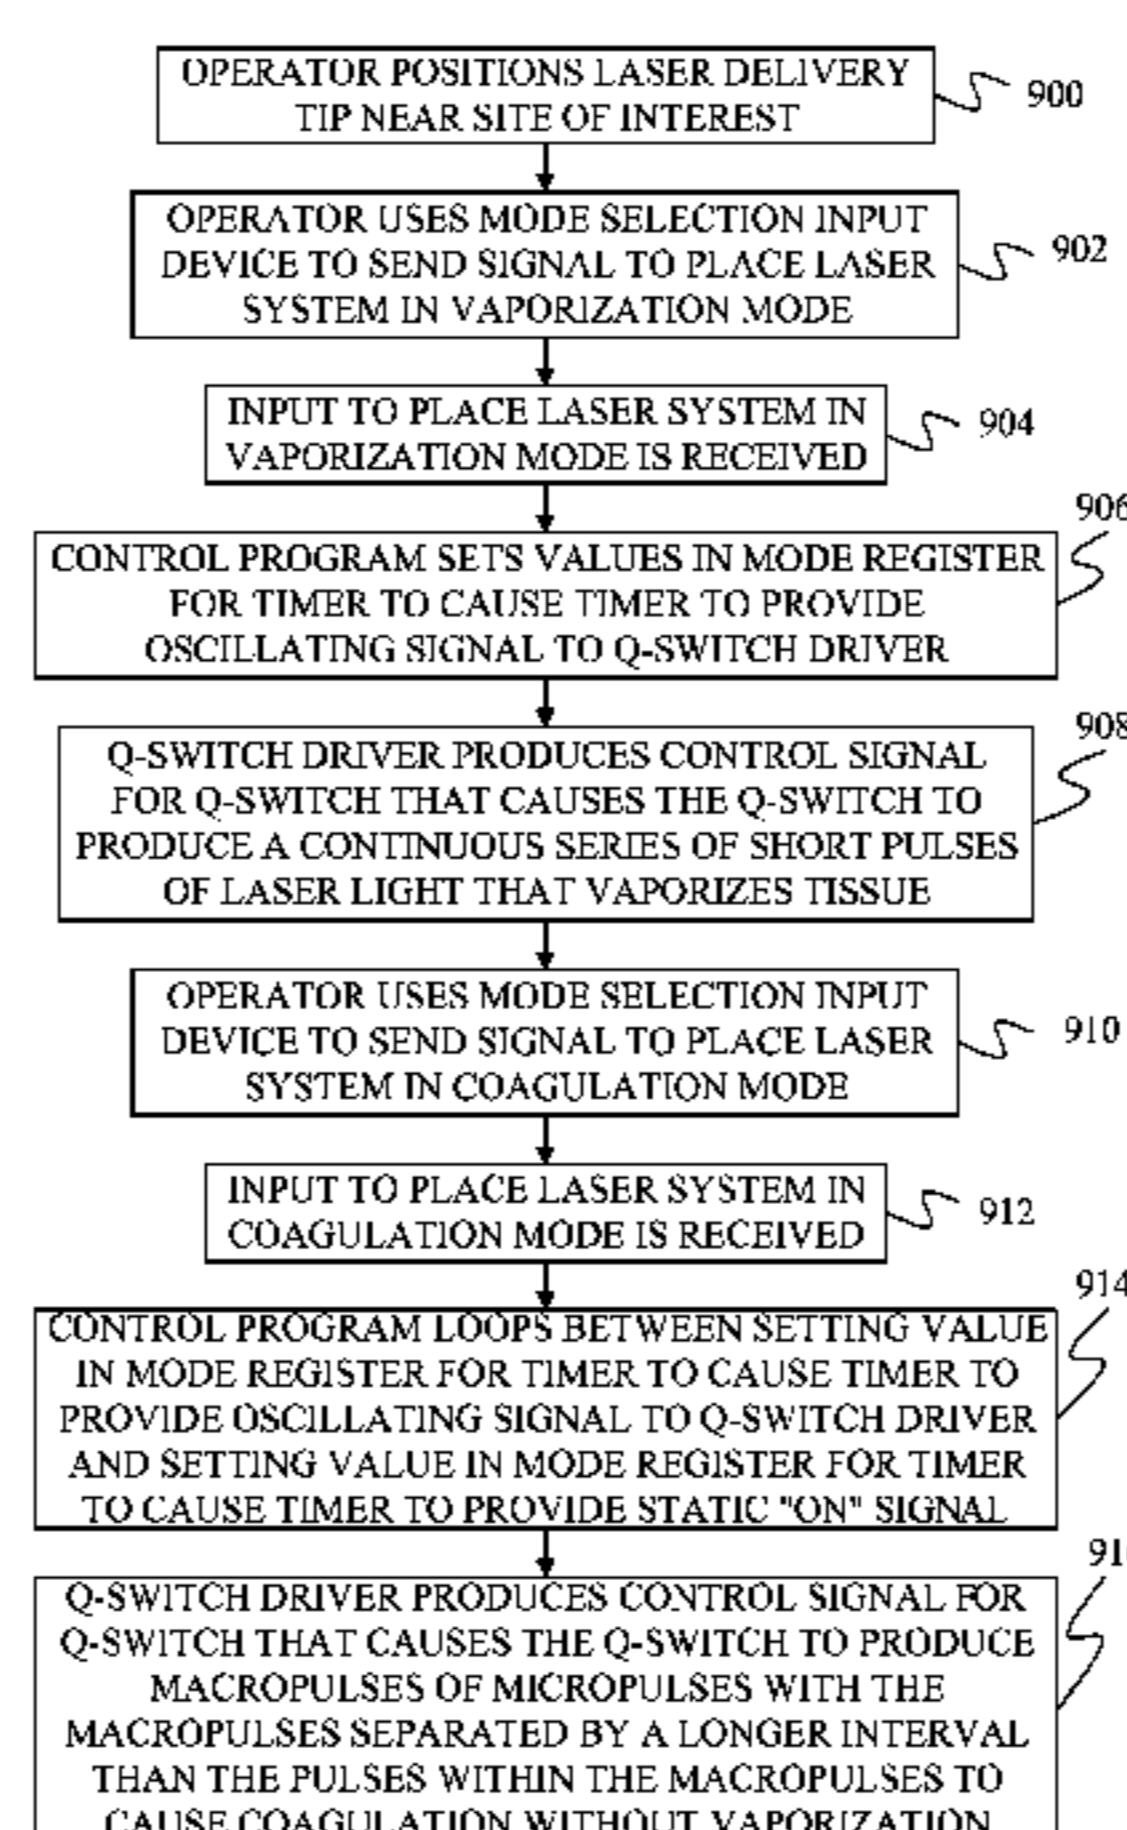 OPERATOR POSITIONS LASER DELIVERY
TIP NEAR SITE OF INTEREST
900
OPERATOR USES MODE SELECTION INPUT
DEVICE TO SEND SIGNAL TO PLACE LASER
SYSTEM IN VAPORIZATION MODE
902
INPUT TO PLACE LASER SYSTEM IN
VAPORIZATION MODE IS RECEIVED
904
CONTROL PROGRAM SETS VALUES IN MODE REGISTER
FOR TIMER TO CAUSE TIMER TO PROVIDE
OSCILLATING SIGNAL TO Q-SWITCH DRIVER
906
Q-SWITCH DRIVER PRODUCES CONTROL SIGNAL
FOR Q-SWITCH THAT CAUSES THE Q-SWITCH TO
PRODUCE A CONTINUOUS SERIES OF SHORT PULSES
OF LASER LIGHT THAT VAPORIZES TISSUE
908
OPERATOR USES MODE SELECTION INPUT
DEVICE TO SEND SIGNAL TO PLACE LASER
SYSTEM IN COAGULATION MODE
910
INPUT TO PLACE LASER SYSTEM IN
COAGULATION MODE IS RECEIVED
912
CONTROL PROGRAM LOOPS BETWEEN SETTING VALUE
IN MODE REGISTER FOR TIMER TO CAUSE TIMER TO
PROVIDE OSCILLATING SIGNAL TO Q-SWITCH DRIVER
AND SETTING VALUE IN MODE REGISTER FOR TIMER
TO CAUSE TIMER TO PROVIDE STATIC "ON" SIGNAL
914
Q-SWITCH DRIVER PRODUCES CONTROL SIGNAL FOR
Q-SWITCH THAT CAUSES THE Q-SWITCH TO PRODUCE
MACROPULSES OF MICROPULSES WITH THE
MACROPULSES SEPARATED BY A LONGER INTERVAL
THAN THE PULSES WITHIN THE MACROPULSES TO
CAUSE COAGULATION WITHOUT VAPORIZATION